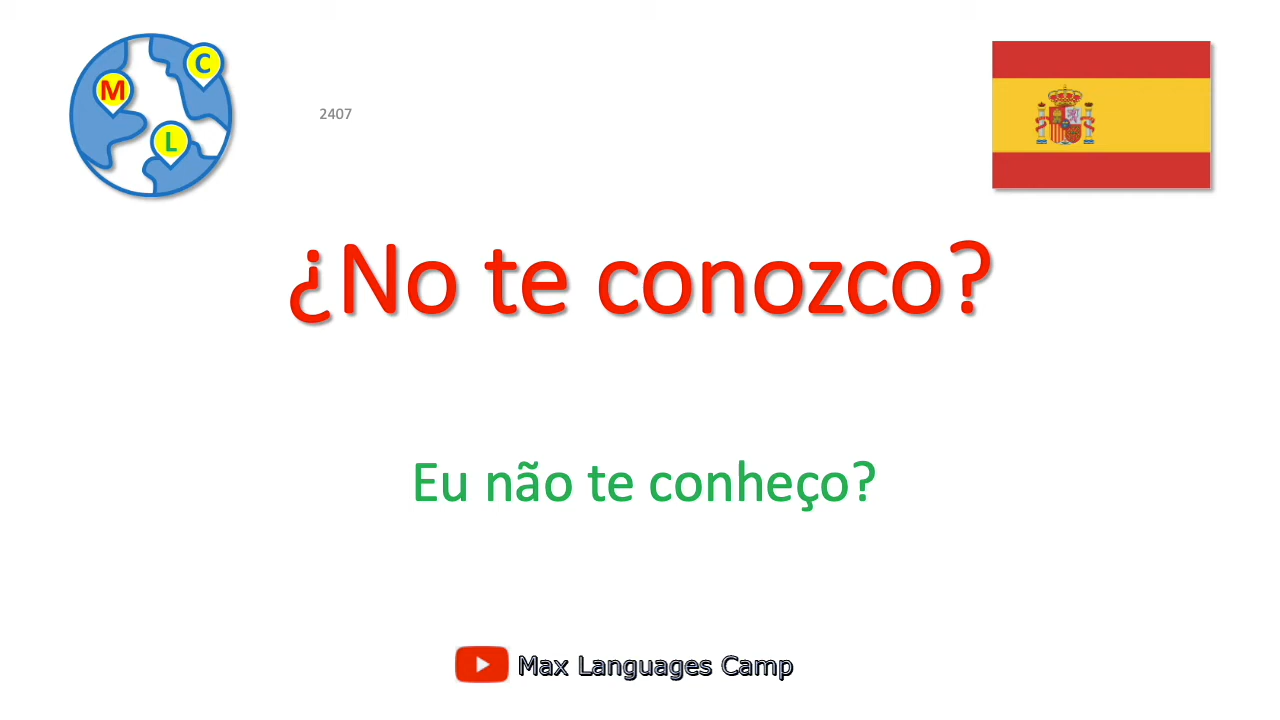 C
M
L
2407
¿No te conozco?
Eu não te conheço?
Max Languages Camp